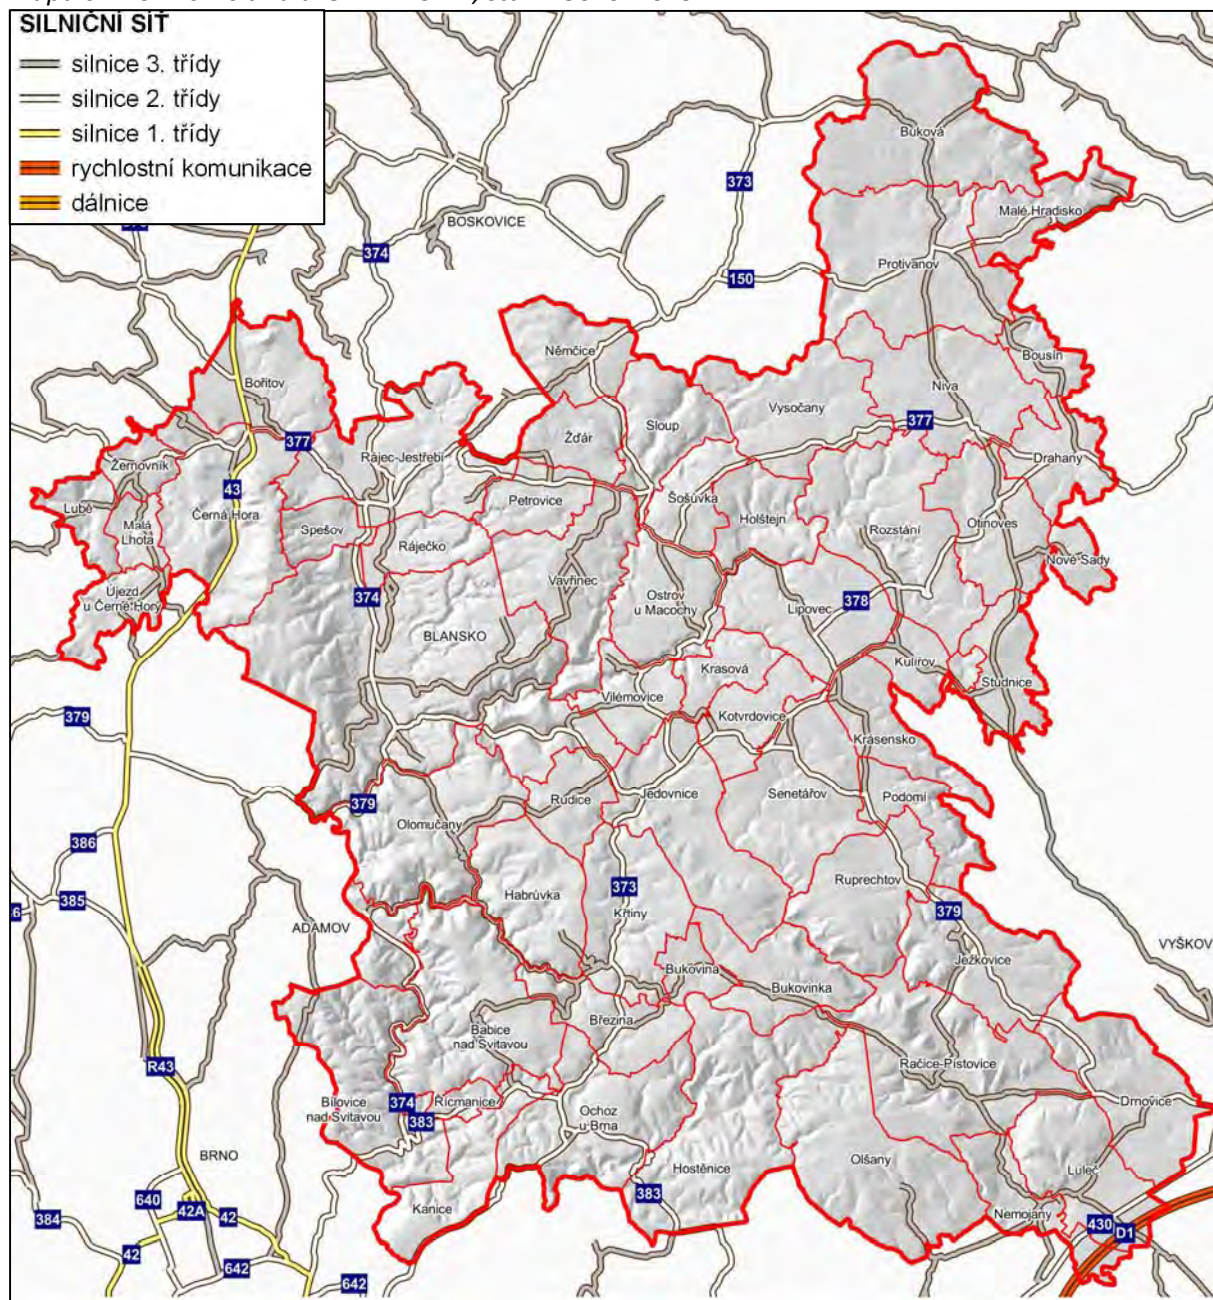 SILNIČNÍ SÍŤ
silnice 3. třídy
silnice 2. třídy
silnice 1. třídy
rychlostní komunikace
dálnice
Buková
373
Malé Hradisko
BOSKOVICE
374
Protivanov
150
Němčice
Bousín
Bořitov
Niva
Vysočany
377
Sloup
377
Žďár
Rájec-Jestřebí
Drahany
Žernovník
43
Petrovice
Šošůvka
Lubě
Černá Hora
Holštejn
Otinoves
Malá
Lhota
Spešov
Rozstání
Ráječko
Nové Sady
Vavřinec
Újezd
u Černé Hory
374
Ostrov
u Macochy
Lipovec
378
BLANSKO
Krasová
Kulířov
Studnice
Vilémovice
379
Kotvrdovice
Krásensko
379
Rudice
Jedovnice
Senetářov
Podomí
Olomučany
386
373
Ruprechtov
Habrůvka
385
Křtiny
379
ADAMOV
VYŠKOV
Ježkovice
Bukovina
Bukovinka
Březina
Babice
nad Svitavou
R43
Račice-Pístovice
Bílovice
nad Svitavou
374
Řícmanice
Drnovice
383
Ochoz
u Brna
BRNO
Hostěnice
Olšany
Luleč
640
383
Kanice
42A
42
Nemojany
384
430
D1
42
642
642